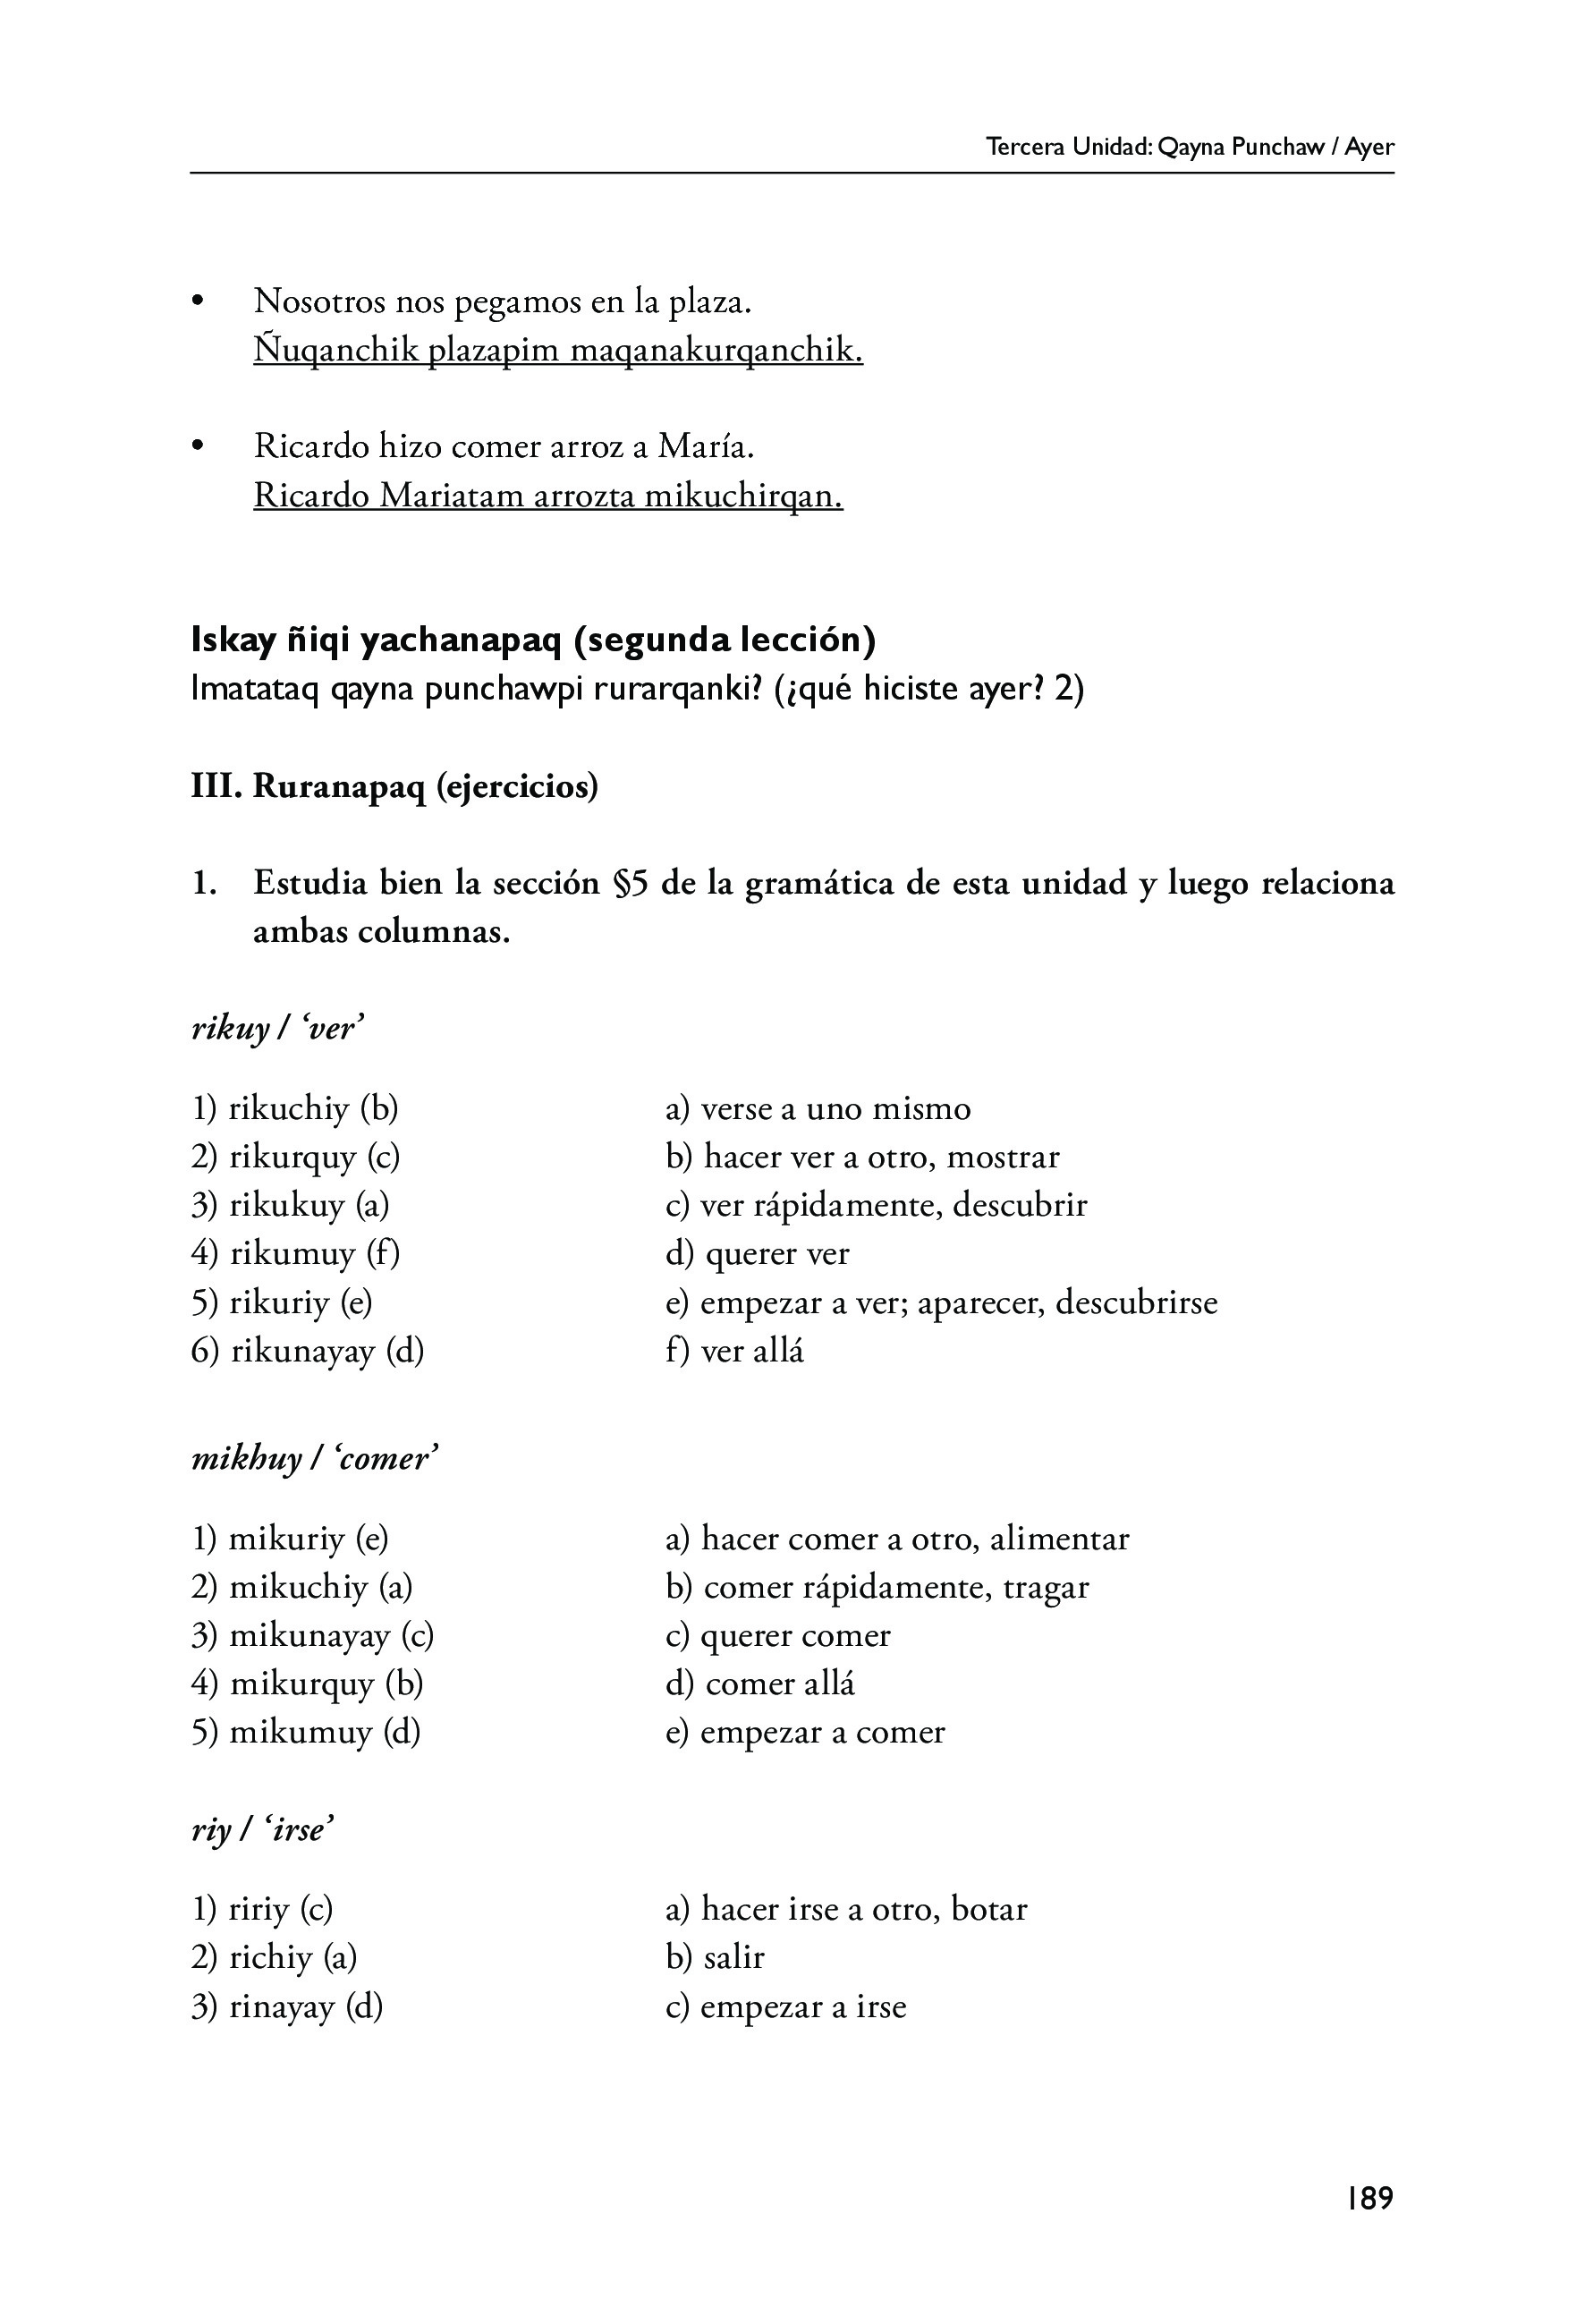 Tercera Unidad: Qayna Punchaw / Ayer
• Nosotros nos pegamos en la plaza.
Ñuqanchik plazapim maqanakurqanchik.
• Ricardo hizo comer arroz a María.
Ricardo Mariatam arrozta mikuchirqan.
Iskay ñiqi yachanapaq (segunda lección)
Imatataq qayna punchawpi rurarqanki? (¿qué hiciste ayer? 2)
III. Ruranapaq (ejercicios)
1. Estudia bien la sección §5 de la gramática de esta unidad y luego relaciona
ambas columnas.
rikuy / ‘ver’
1) rikuchiy (b) a) verse a uno mismo
2) rikurquy (c) b) hacer ver a otro, mostrar
3) rikukuy (a) c) ver rápidamente, descubrir
4) rikumuy (f) d) querer ver
5) rikuriy (e) e) empezar a ver; aparecer, descubrirse
6) rikunayay (d) f) ver allá
mikhuy / ‘comer’
1) mikuriy (e) a) hacer comer a otro, alimentar
2) mikuchiy (a) b) comer rápidamente, tragar
3) mikunayay (c) c) querer comer
4) mikurquy (b) d) comer allá
5) mikumuy (d) e) empezar a comer
riy / ‘irse’
1) ririy (c) a) hacer irse a otro, botar
2) richiy (a) b) salir
3) rinayay (d) c) empezar a irse
189